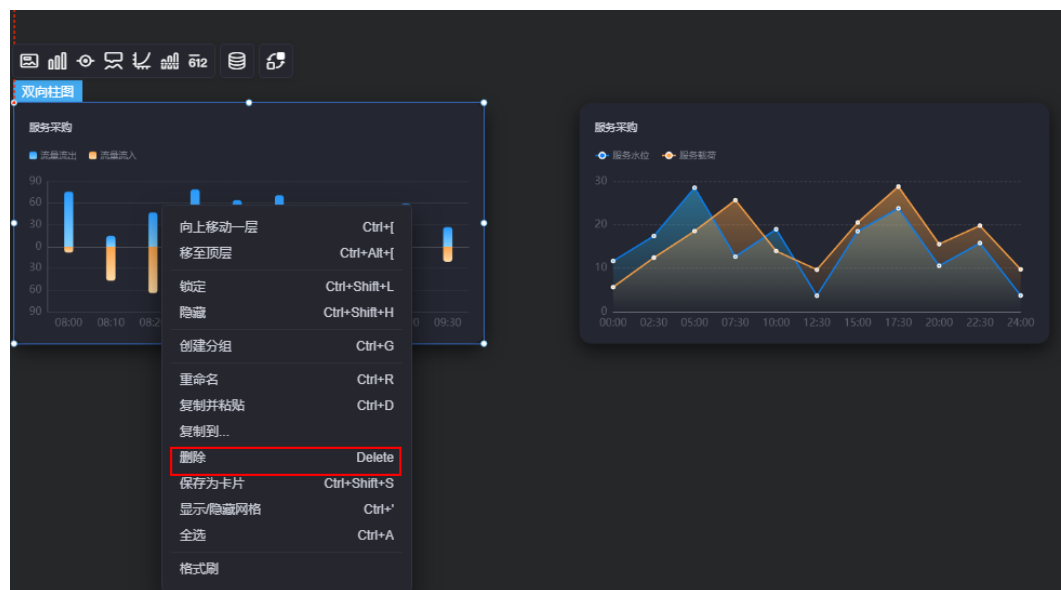 612
双向柱图
服务采购
流量流出 流量流入
90
60
30
0
30
60
90
08:00 08:10 08:2 0 09:30
向上移动一层 Ctrl+[
移至顶层 Ctrl+Alt+[
锁定 Ctrl+Shift+L
隐藏 Ctrl+Shift+H
创建分组 Ctrl+G
重命名 Ctrl+R
复制并粘贴 Ctrl+D
复制到...
删除 Delete
保存为卡片 Ctrl+Shift+S
显示/隐藏网格 Ctrl+'
全选 Ctrl+A
格式刷
服务采购
服务水位 服务载荷
30
20
10
0
00:00 02:30 05:00 07:30 10:00 12:30 15:00 17:30 20:00 22:30 24:00